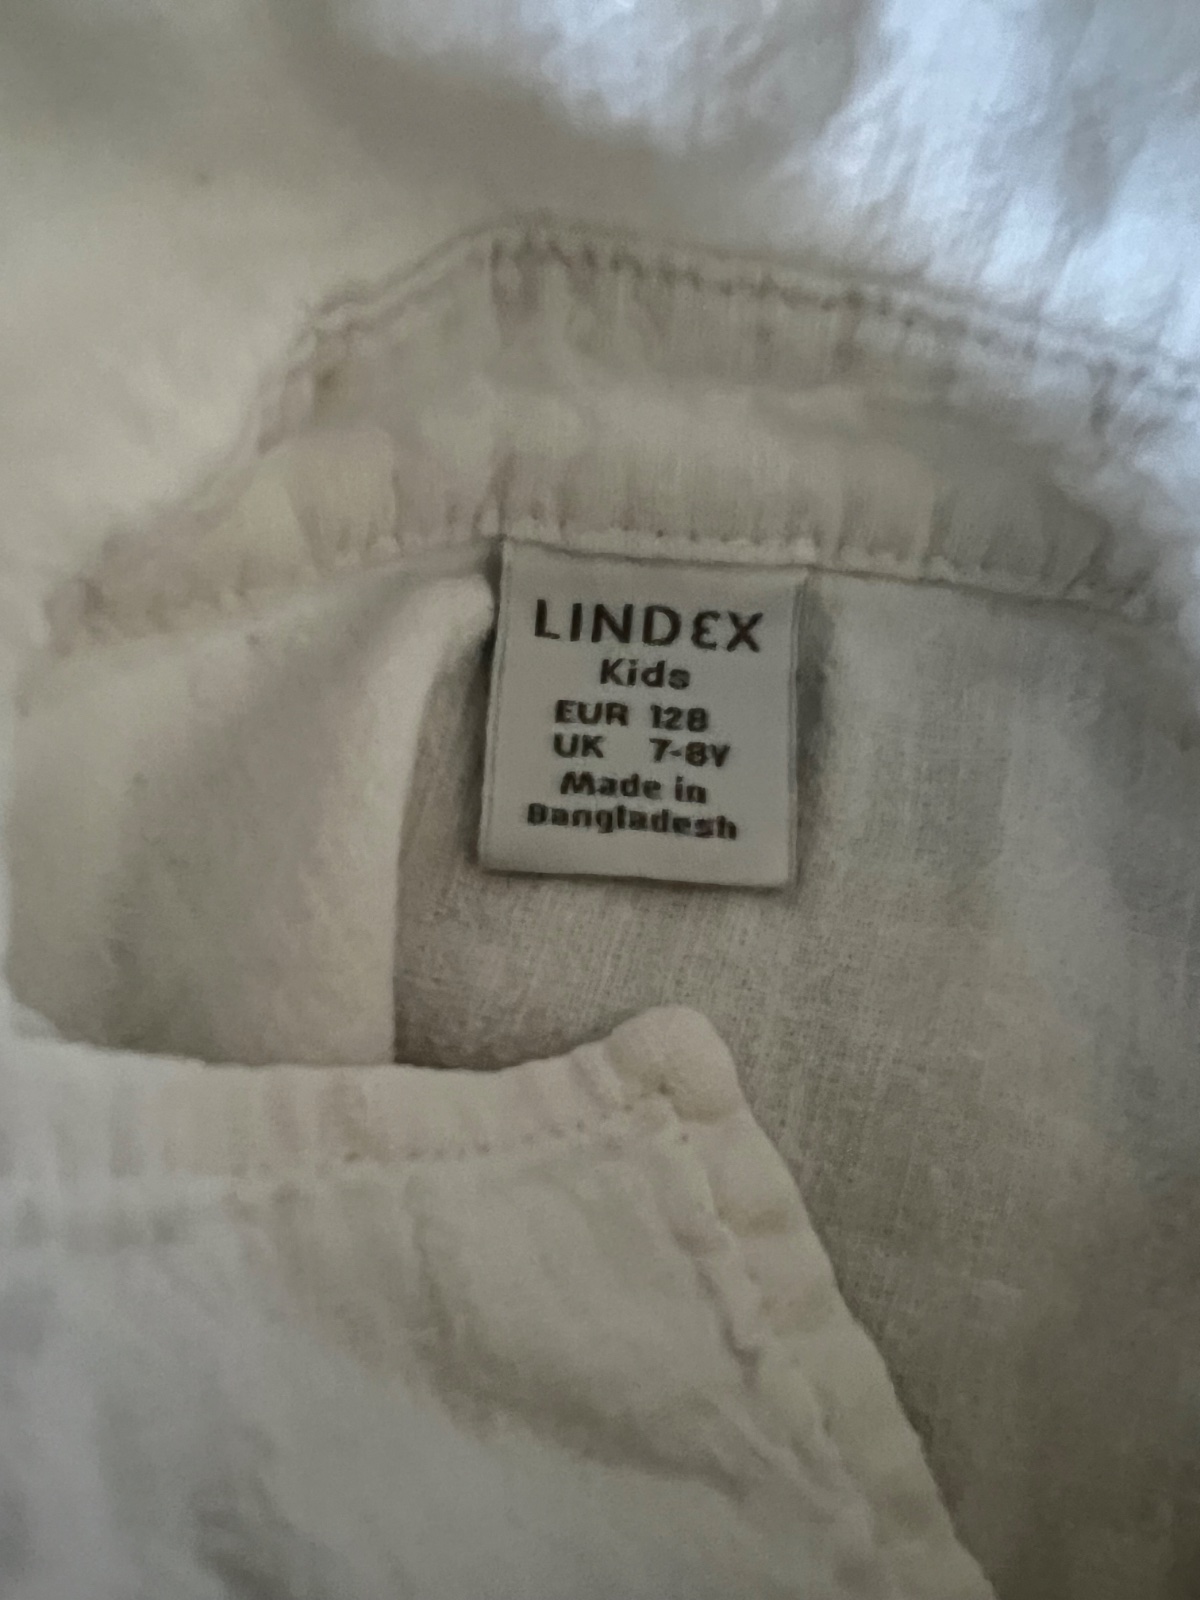 LINDEX
Kids
EUR 128
UK 7-8Y
Made in
Bangladesh